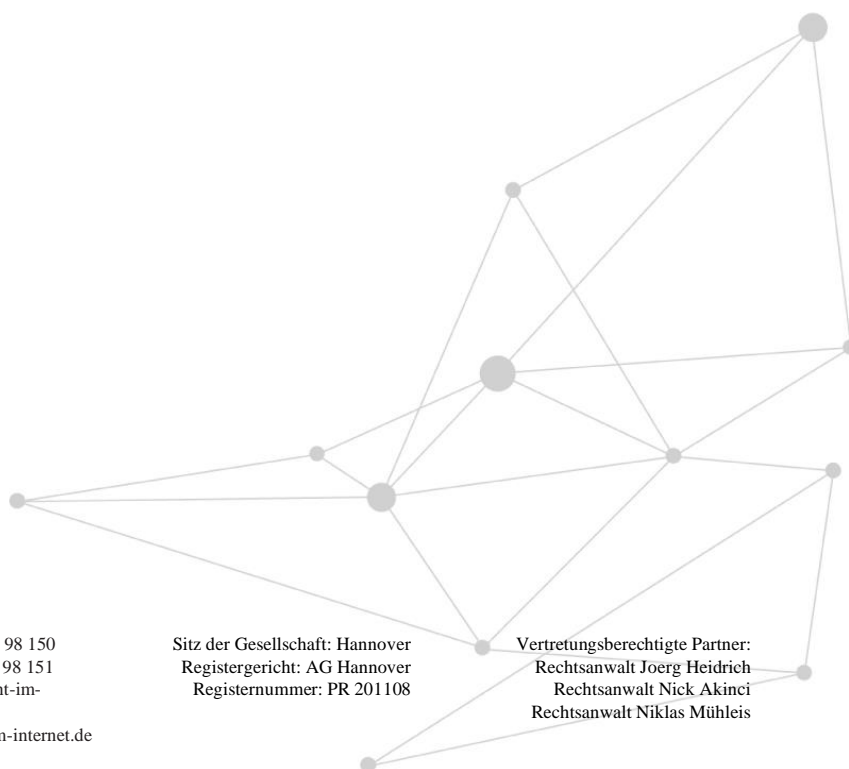 98 150
98 151
t-im-
n-internet.de
Sitz der Gesellschaft: Hannover
Registergericht: AG Hannover
Registernummer: PR 201108
Vertretungsberechtigte Partner:
Rechtsanwalt Joerg Heidrich
Rechtsanwalt Nick Akinci
Rechtsanwalt Niklas Mühleis